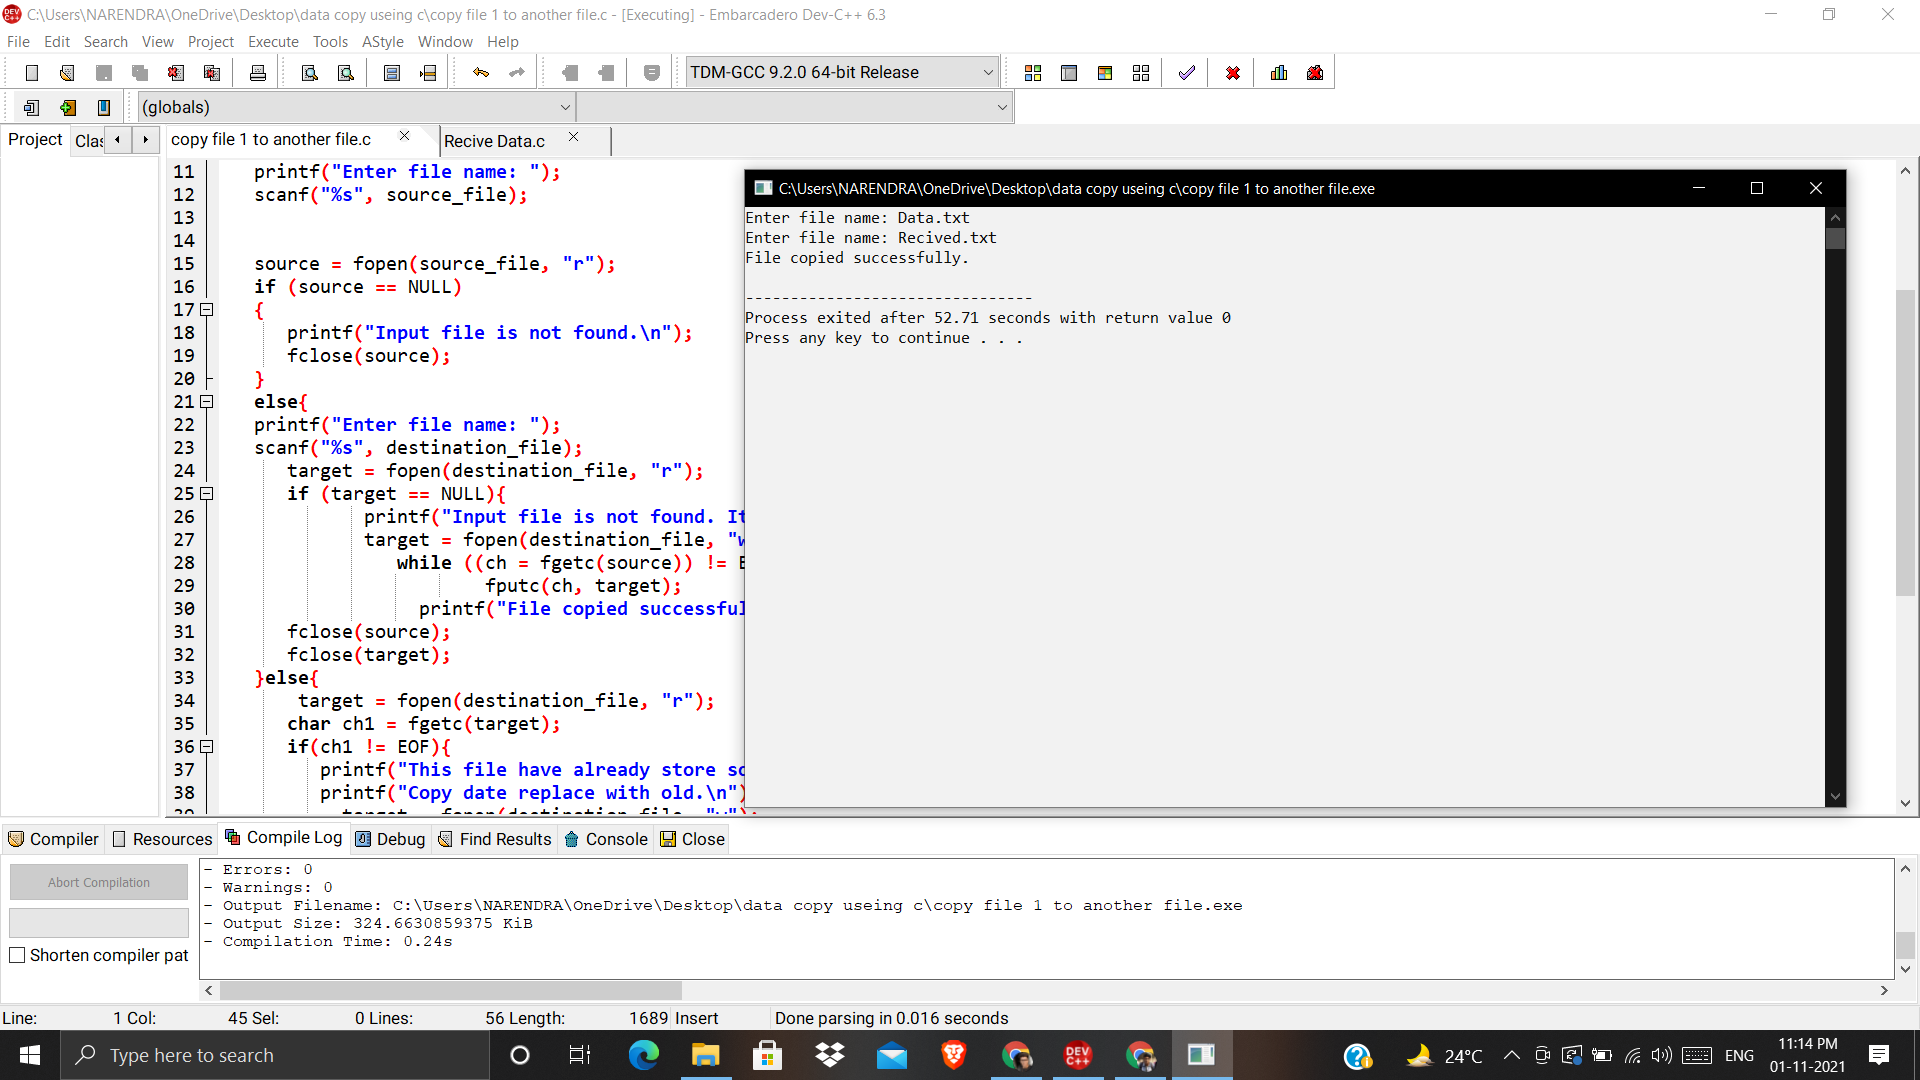 C:\Users\NARENDRA\OneDrive\Desktop\data copy useing c\copy file 1 to another file.c - [Executing] - Embarcadero Dev-C++ 6.3
File Edit Search View Project Execute Tools AStyle Window Help
TDM-GCC 9.2.0 64-bit Release
(globals)
Project Clas copy file 1 to another file.c Recive Data.c
11 printf("Enter file name: ");
12 scanf("%s", source_file);
13
14
15 source = fopen(source_file, "r");
16 if (source == NULL)
17 {
18 printf("Input file is not found.\n");
19 fclose(source);
20 }
21 else{
22 printf("Enter file name: ");
23 scanf("%s", destination_file);
24 target = fopen(destination_file, "r");
25 if (target == NULL){
26 printf("Input file is not found. It
27 target = fopen(destination_file, "w
28 while ((ch = fgetc(source)) != E
29 fputc(ch, target);
30 printf("File copied successful
31 fclose(source);
32 fclose(target);
33 }else{
34 target = fopen(destination_file, "r");
35 char ch1 = fgetc(target);
36 if(ch1 != EOF){
37 printf("This file have already store so
38 printf("Copy date replace with old.\n")
C:\Users\NARENDRA\OneDrive\Desktop\data copy useing c\copy file 1 to another file.exe
Enter file name: Data.txt
Enter file name: Recived.txt
File copied successfully.
--------------------------------
Process exited after 52.71 seconds with return value 0
Press any key to continue . . .
Compiler Resources Compile Log Debug Find Results Console Close
Abort Compilation
Shorten compiler pat
- Errors: 0
- Warnings: 0
- Output Filename: C:\Users\NARENDRA\OneDrive\Desktop\data copy useing c\copy file 1 to another file.exe
- Output Size: 324.6630859375 KiB
- Compilation Time: 0.24s
Line: 1 Col: 45 Sel: 0 Lines: 56 Length: 1689 Insert Done parsing in 0.016 seconds
Type here to search
DEV C++
24°C
ENG
11:14 PM
01-11-2021